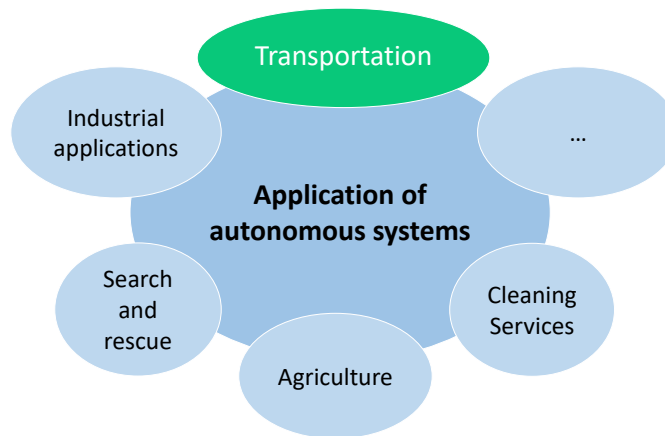 Transportation
Industrial
applications
...
Application of
autonomous systems
Search
and
rescue
Cleaning
Services
Agriculture